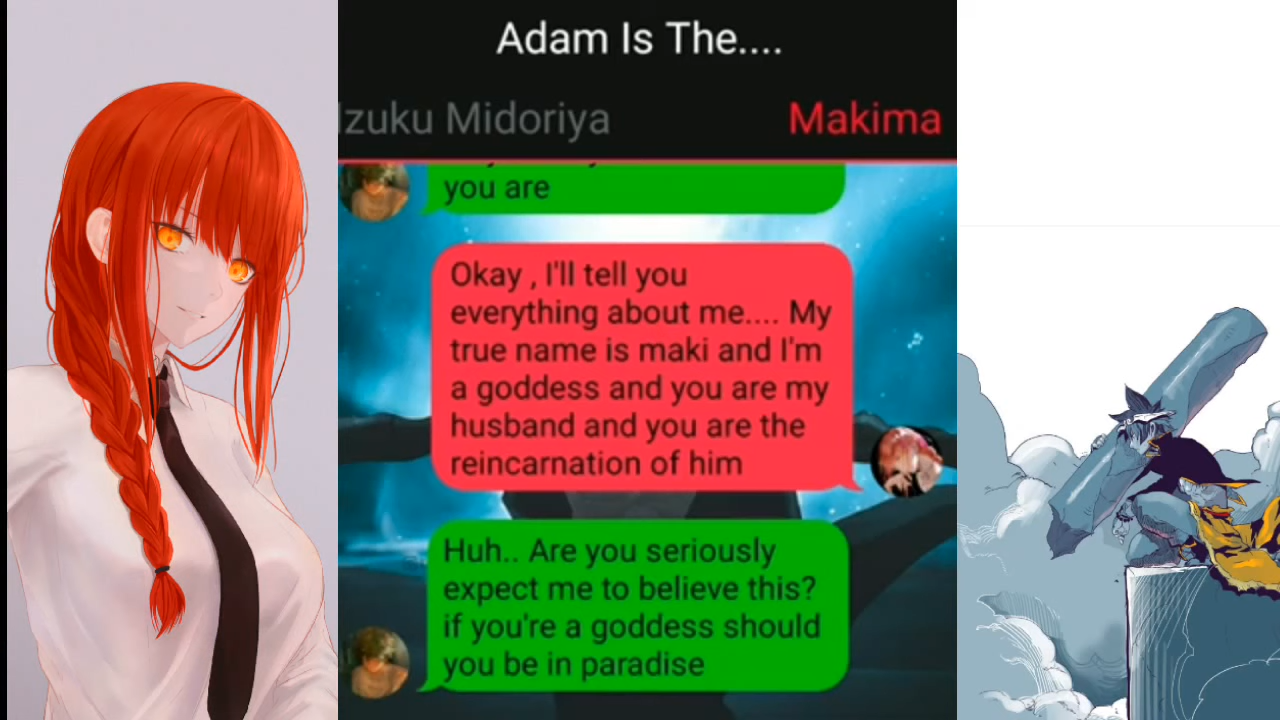 Adam Is The....
Izuku Midoriya
Makima
you are
Okay , I'll tell you
everything about me.... My
true name is maki and I'm
a goddess and you are my
husband and you are the
reincarnation of him
Huh.. Are you seriously
expect me to believe this?
if you're a goddess should
you be in paradise